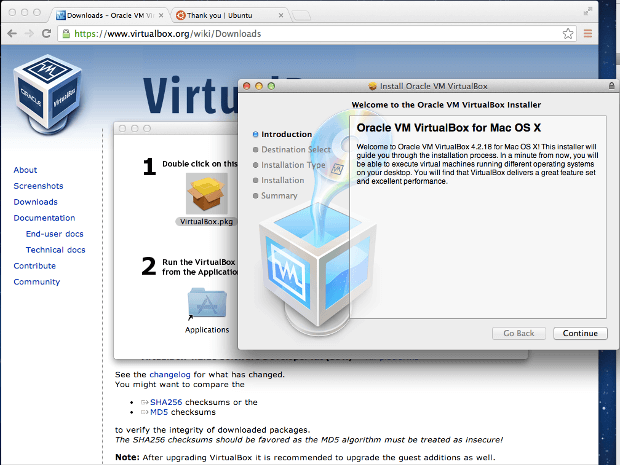 Downloads – Oracle VM Vi
Thank you | Ubuntu
https://www.virtualbox.org/wiki/Downloads
ORACLE
VirtualBox
Virtu
About
Screenshots
Downloads
Documentation
End-user docs
Technical docs
Contribute
Community
1 Double click on this
VirtualBox.pkg
2 Run the VirtualBox
from the Application
Applications
Install Oracle VM VirtualBox
Welcome to the Oracle VM VirtualBox Installer
Introduction
Destination Select
Installation Type
Installation
Summary
Oracle VM VirtualBox for Mac OS X
Welcome to Oracle VM VirtualBox 4.2.18 for Mac OS X! This installer will
guide you through the installation process. In a minute from now, you will
be able to execute virtual machines running different operating systems
on your desktop. You will find that VirtualBox delivers a great feature set
and excellent performance.
Go Back
Continue
See the changelog for what has changed.
You might want to compare the
SHA256 checksums or the
MD5 checksums
to verify the integrity of downloaded packages.
The SHA256 checksums should be favored as the MD5 algorithm must be treated as insecure!
Note: After upgrading VirtualBox it is recommended to upgrade the guest additions as well.